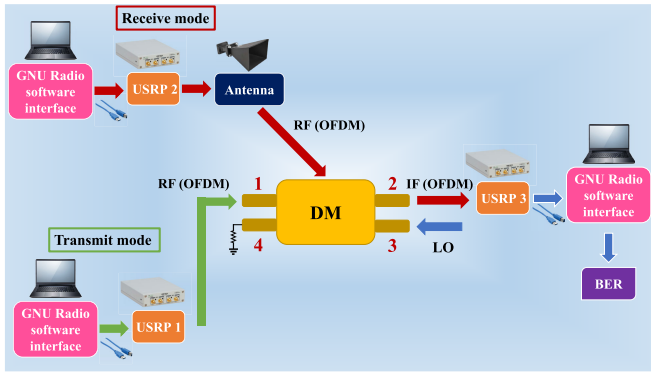 Receive mode
GNU Radio
software
interface
USRP 2
Antenna
RF (OFDM)
RF (OFDM)
1
2
IF (OFDM)
DM
4
3
LO
USRP 3
GNU Radio
software
interface
BER
Transmit mode
GNU Radio
software
interface
USRP 1